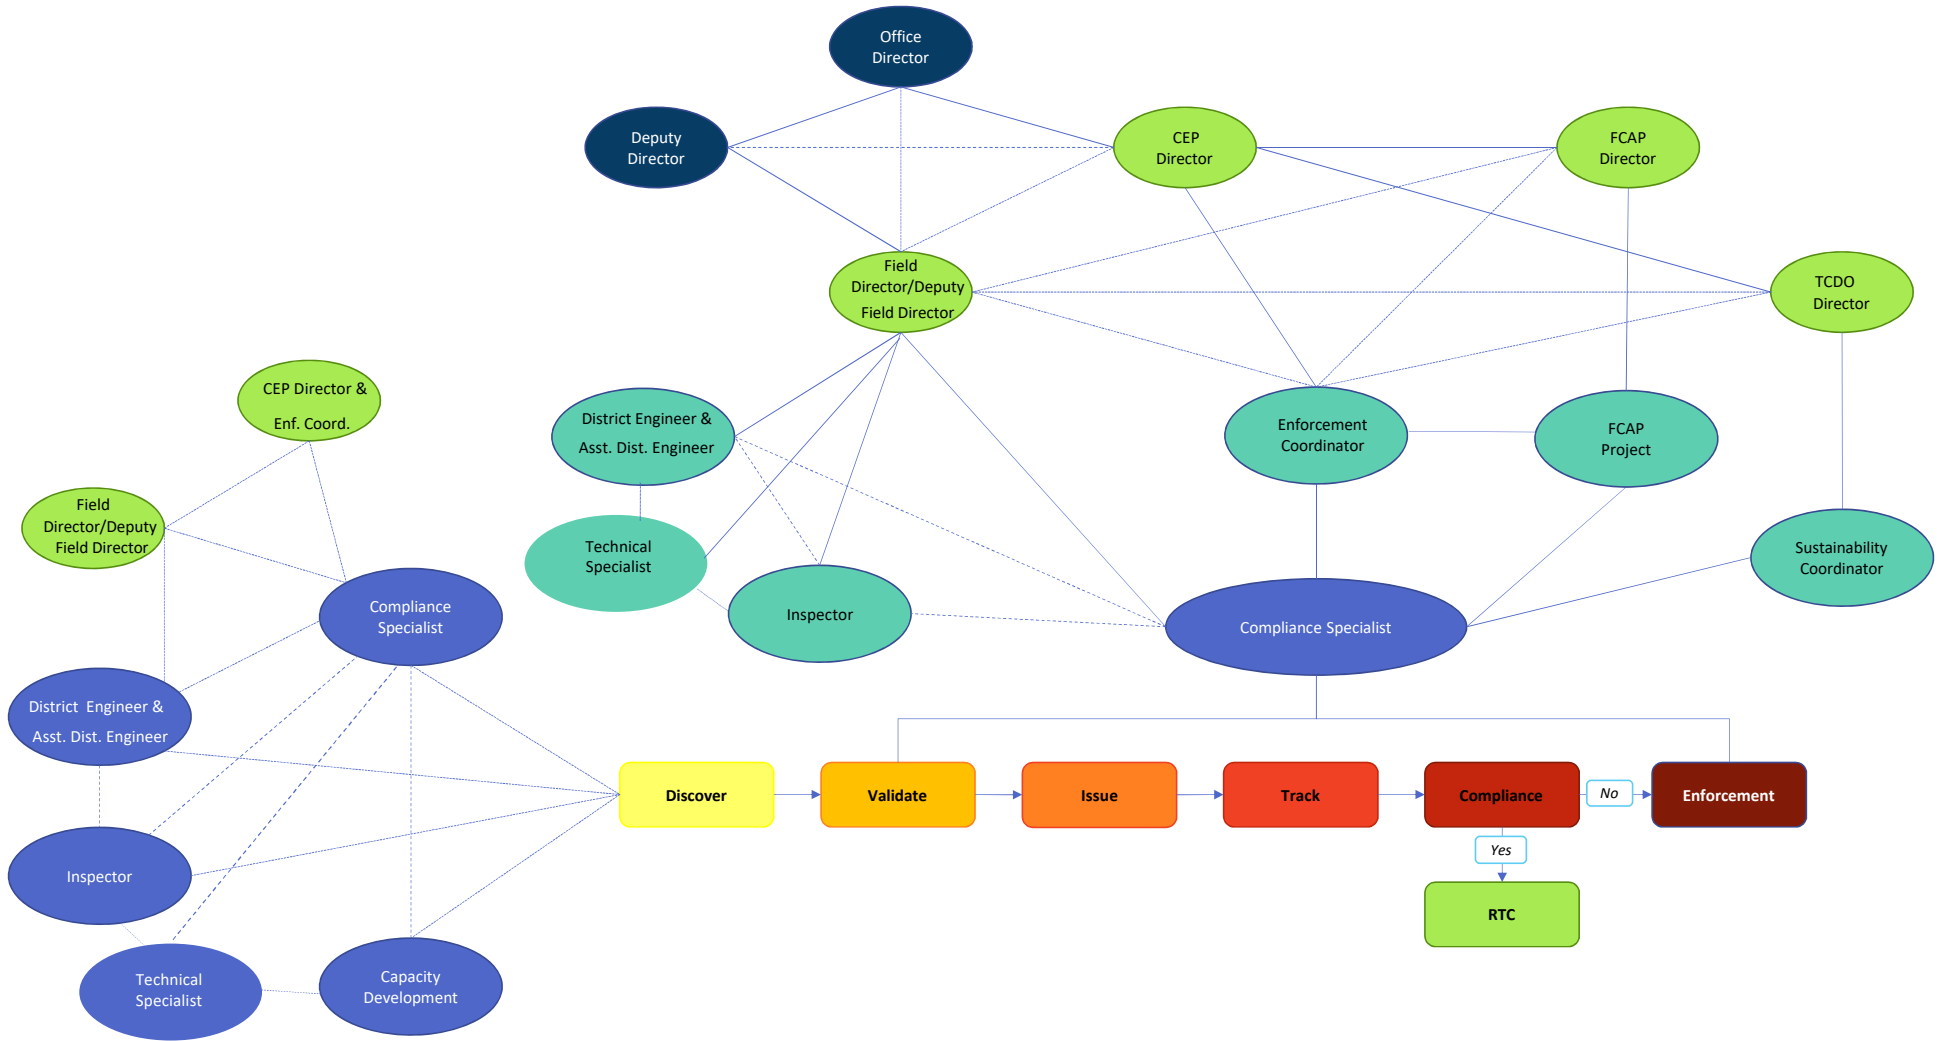 Office
Director
Deputy
Director
CEP
Director
FCAP
Director
Field
Director/Deputy
Field Director
TCDO
Director
CEP Director &
Enf. Coord.
District Engineer &
Asst. Dist. Engineer
Enforcement
Coordinator
FCAP
Project
Field
Director/Deputy
Field Director
Technical
Specialist
Sustainability
Coordinator
Compliance
Specialist
Inspector
Compliance Specialist
District Engineer &
Asst. Dist. Engineer
Discover
Validate
Issue
Track
Compliance
No
Enforcement
Yes
Inspector
RTC
Technical
Specialist
Capacity
Development